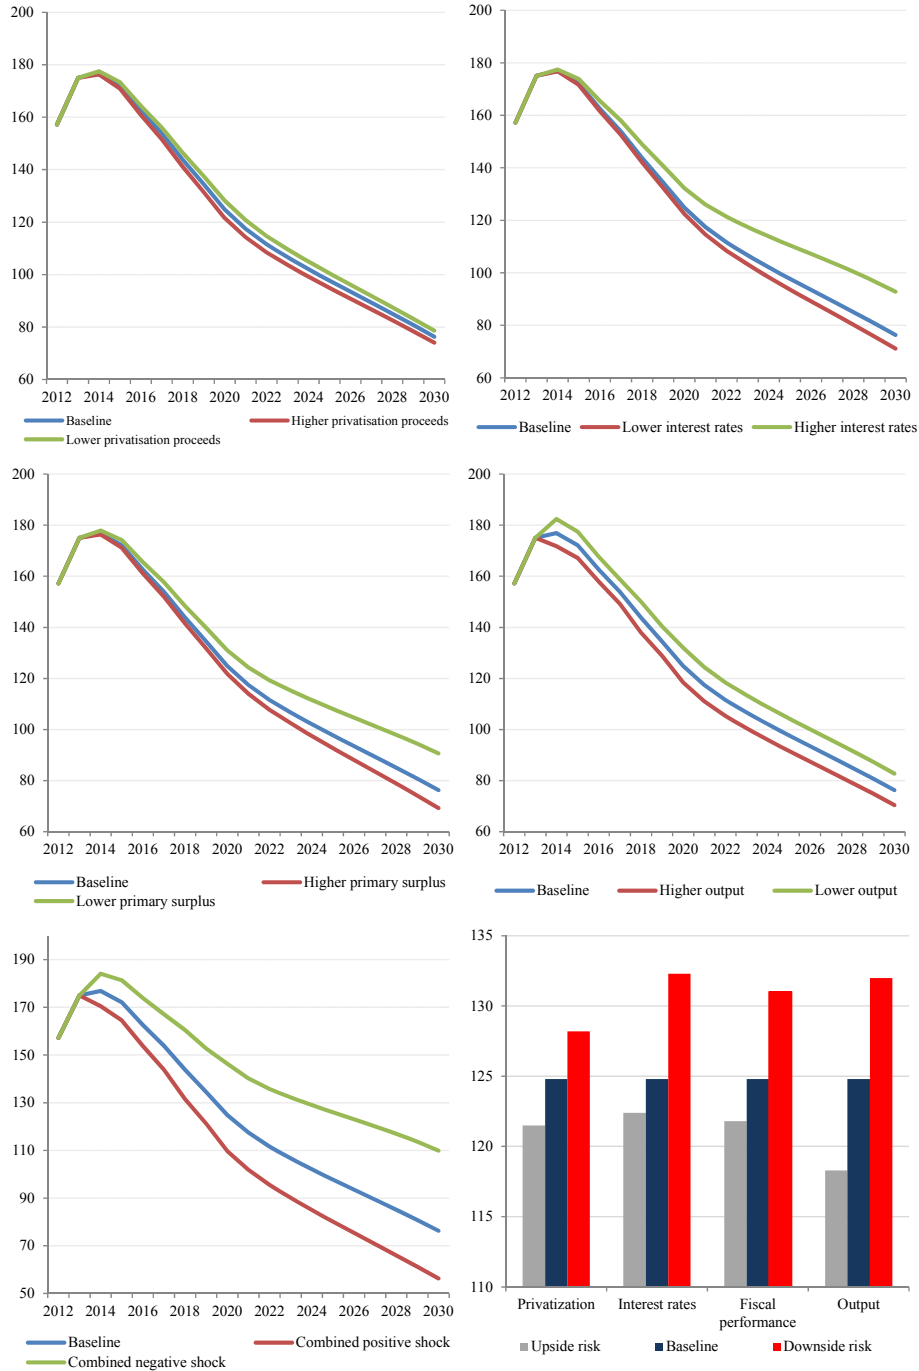 200
180
160
140
120
100
80
60
2012 2014 2016 2018 2020 2022 2024 2026 2028 2030
Baseline Higher privatisation proceeds
Lower privatisation proceeds
200
180
160
140
120
100
80
60
2012 2014 2016 2018 2020 2022 2024 2026 2028 2030
Baseline Lower interest rates Higher interest rates
200
180
160
140
120
100
80
60
2012 2014 2016 2018 2020 2022 2024 2026 2028 2030
Baseline Higher primary surplus
Lower primary surplus
200
180
160
140
120
100
80
60
2012 2014 2016 2018 2020 2022 2024 2026 2028 2030
Baseline Higher output Lower output
190
170
150
130
110
90
70
50
2012 2014 2016 2018 2020 2022 2024 2026 2028 2030
Baseline Combined positive shock
Combined negative shock
135
130
125
120
115
110
Privatization Interest rates Fiscal Output
performance
Upside risk Baseline Downside risk